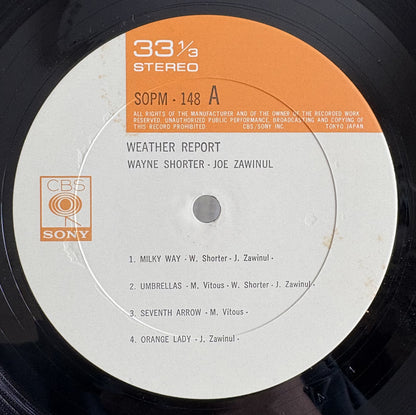 33 1/3
STEREO
SOPM · 148 A
ALL RIGHTS OF THE MANUFACTURER AND OF THE OWNER OF THE RECORDED WORK
RESERVED. UNAUTHORIZED PUBLIC PERFORMANCE, BROADCASTING AND COPYING OF
THIS RECORD PROHIBITED CBS/SONY INC. TOKYO JAPAN
WEATHER REPORT
WAYNE SHORTER · JOE ZAWINUL
CBS
SONY
1. MILKY WAY - W. Shorter - J. Zawinul -
2. UMBRELLAS - M. Vitous - W. Shorter - J. Zawinul -
3. SEVENTH ARROW - M. Vitous -
4. ORANGE LADY - J. Zawinul -